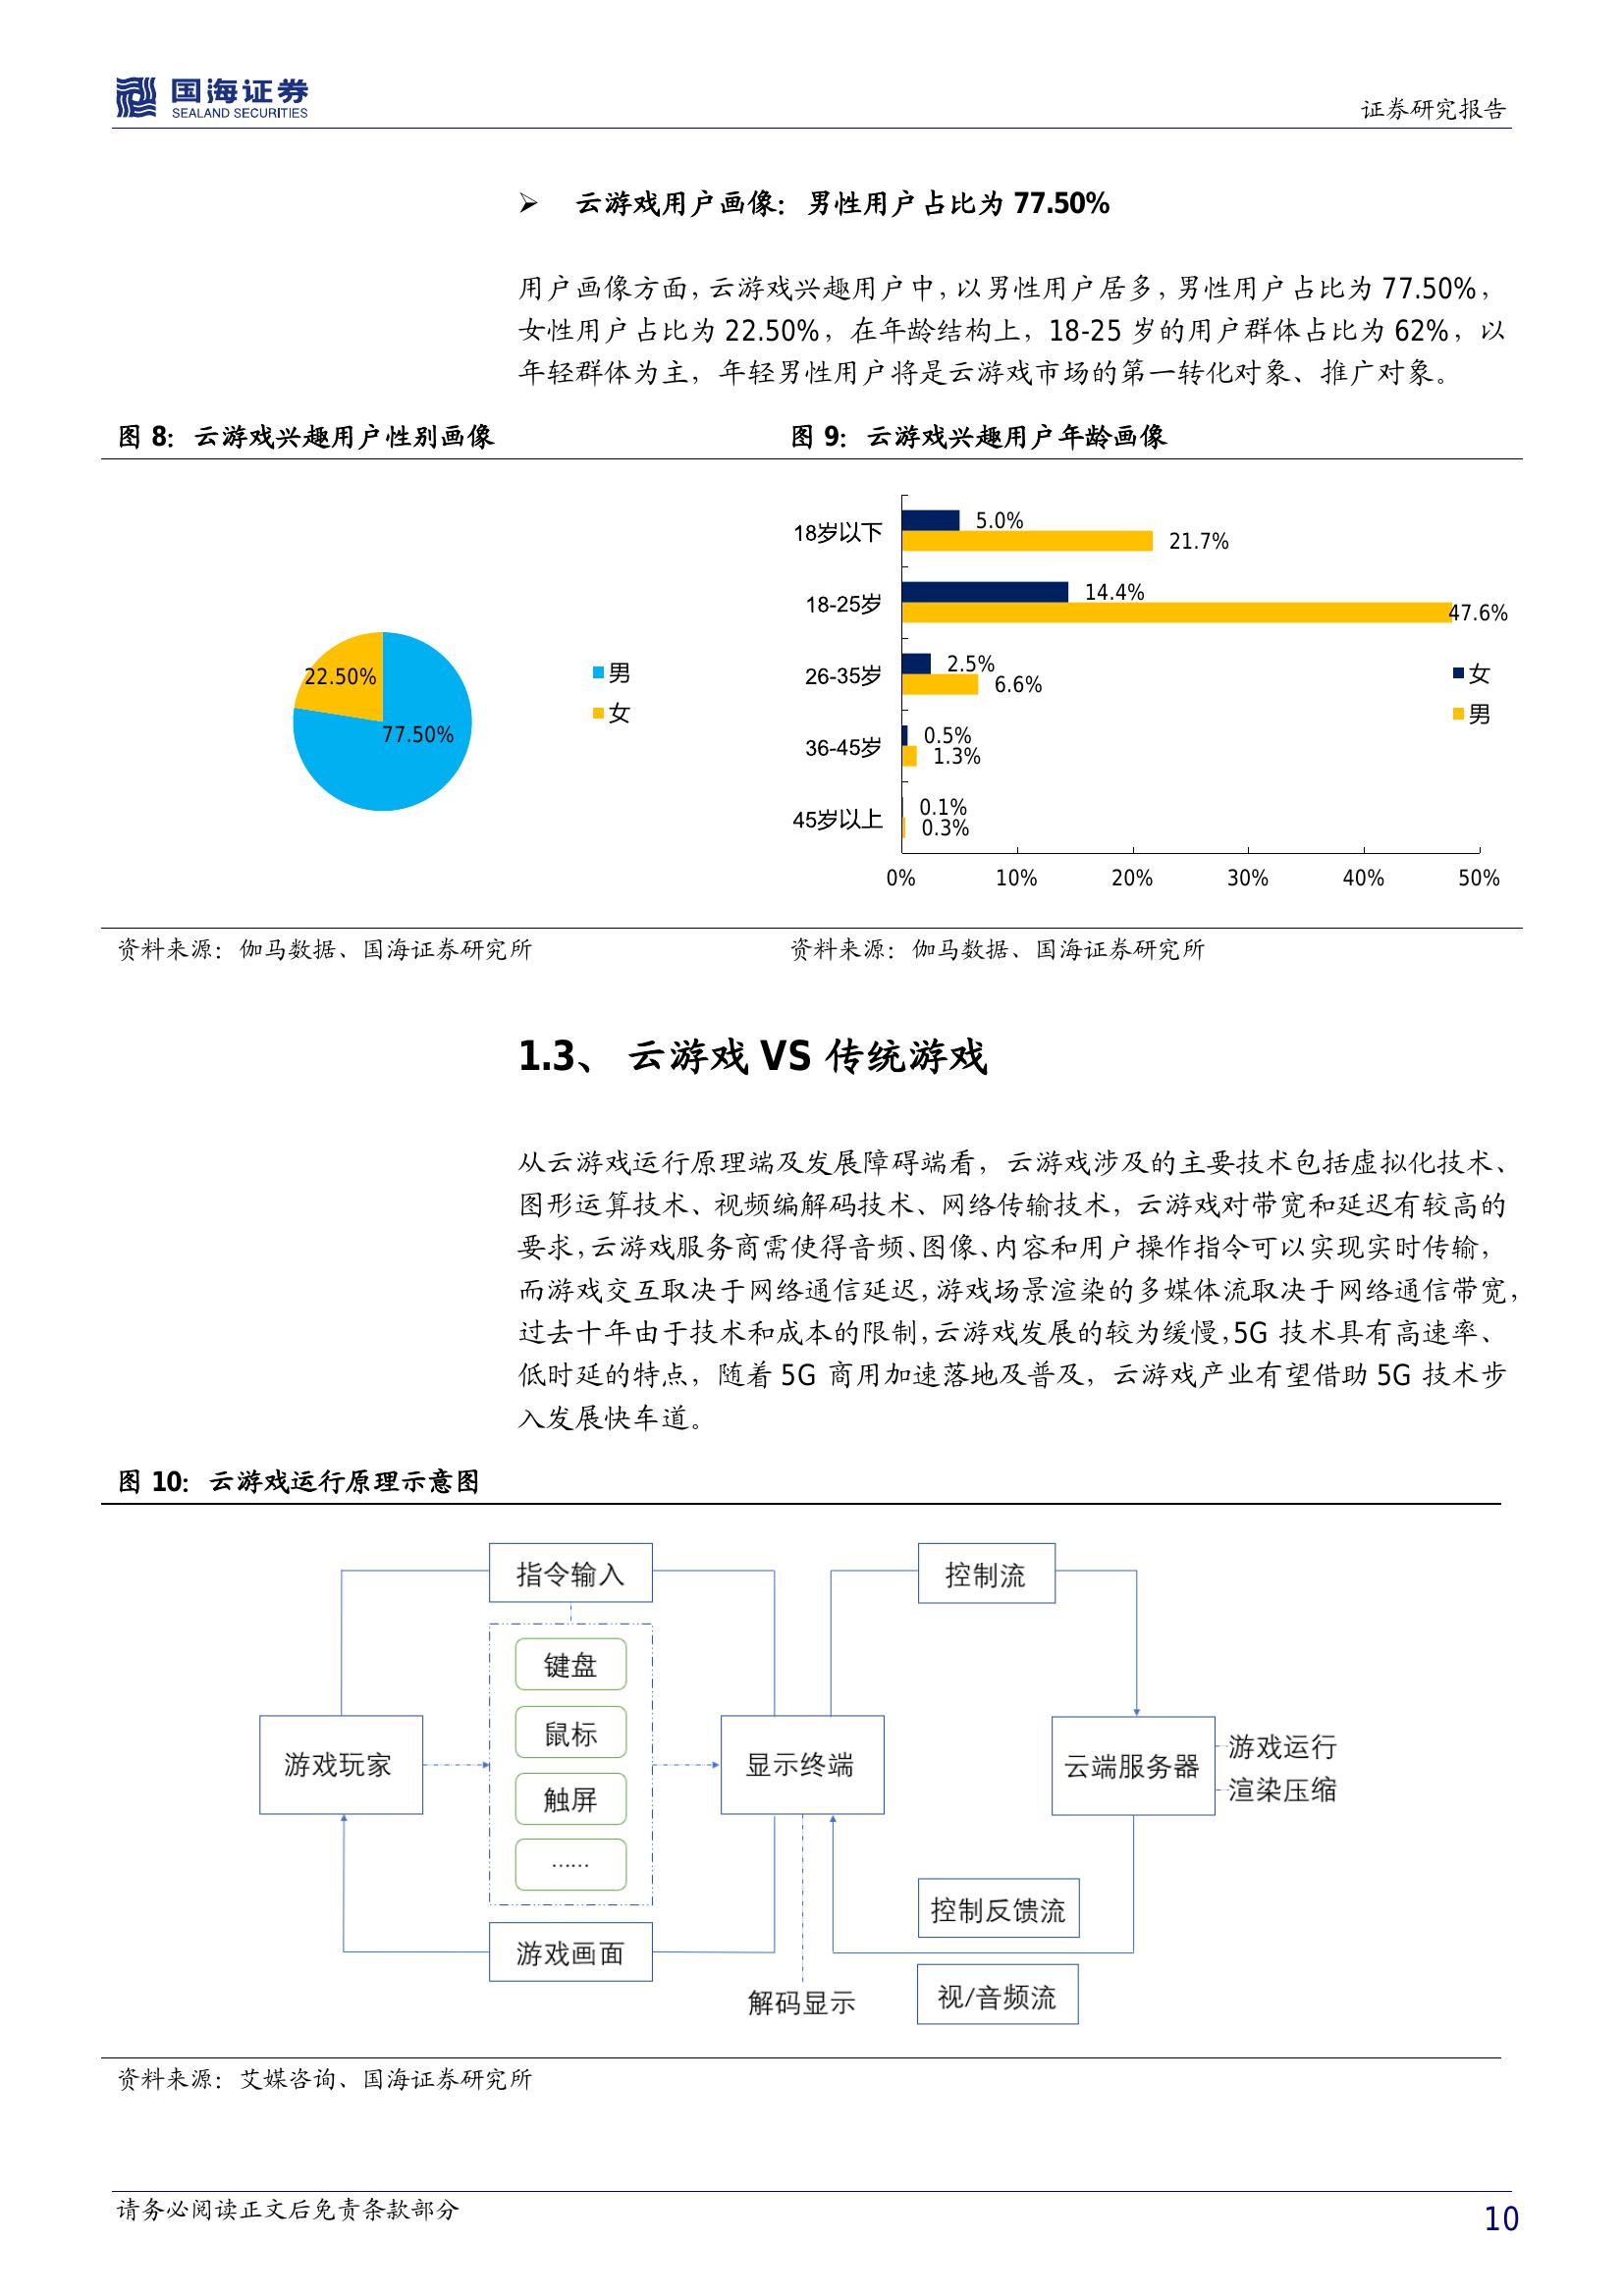 国海证券
SEALAND SECURITIES
证券研究报告
➢ 云游戏用户画像：男性用户占比为 77.50%
用户画像方面，云游戏兴趣用户中，以男性用户居多，男性用户占比为 77.50%，
女性用户占比为 22.50%，在年龄结构上，18-25 岁的用户群体占比为 62%，以
年轻群体为主，年轻男性用户将是云游戏市场的第一转化对象、推广对象。
图 8：云游戏兴趣用户性别画像
22.50%
77.50%
男
女
资料来源：伽马数据、国海证券研究所
图 9：云游戏兴趣用户年龄画像
18岁以下
5.0%
21.7%
18-25岁
14.4%
47.6%
26-35岁
2.5%
6.6%
36-45岁
0.5%
1.3%
45岁以上
0.1%
0.3%
女
男
0% 10% 20% 30% 40% 50%
资料来源：伽马数据、国海证券研究所
1.3、 云游戏 VS 传统游戏
从云游戏运行原理端及发展障碍端看，云游戏涉及的主要技术包括虚拟化技术、
图形运算技术、视频编解码技术、网络传输技术，云游戏对带宽和延迟有较高的
要求，云游戏服务商需使得音频、图像、内容和用户操作指令可以实现实时传输，
而游戏交互取决于网络通信延迟，游戏场景渲染的多媒体流取决于网络通信带宽，
过去十年由于技术和成本的限制，云游戏发展的较为缓慢，5G 技术具有高速率、
低时延的特点，随着 5G 商用加速落地及普及，云游戏产业有望借助 5G 技术步
入发展快车道。
图 10：云游戏运行原理示意图
指令输入
控制流
键盘
鼠标
触屏
……
游戏玩家
显示终端
云端服务器
游戏运行
渲染压缩
控制反馈流
游戏画面
解码显示
视/音频流
资料来源：艾媒咨询、国海证券研究所
请务必阅读正文后免责条款部分
10